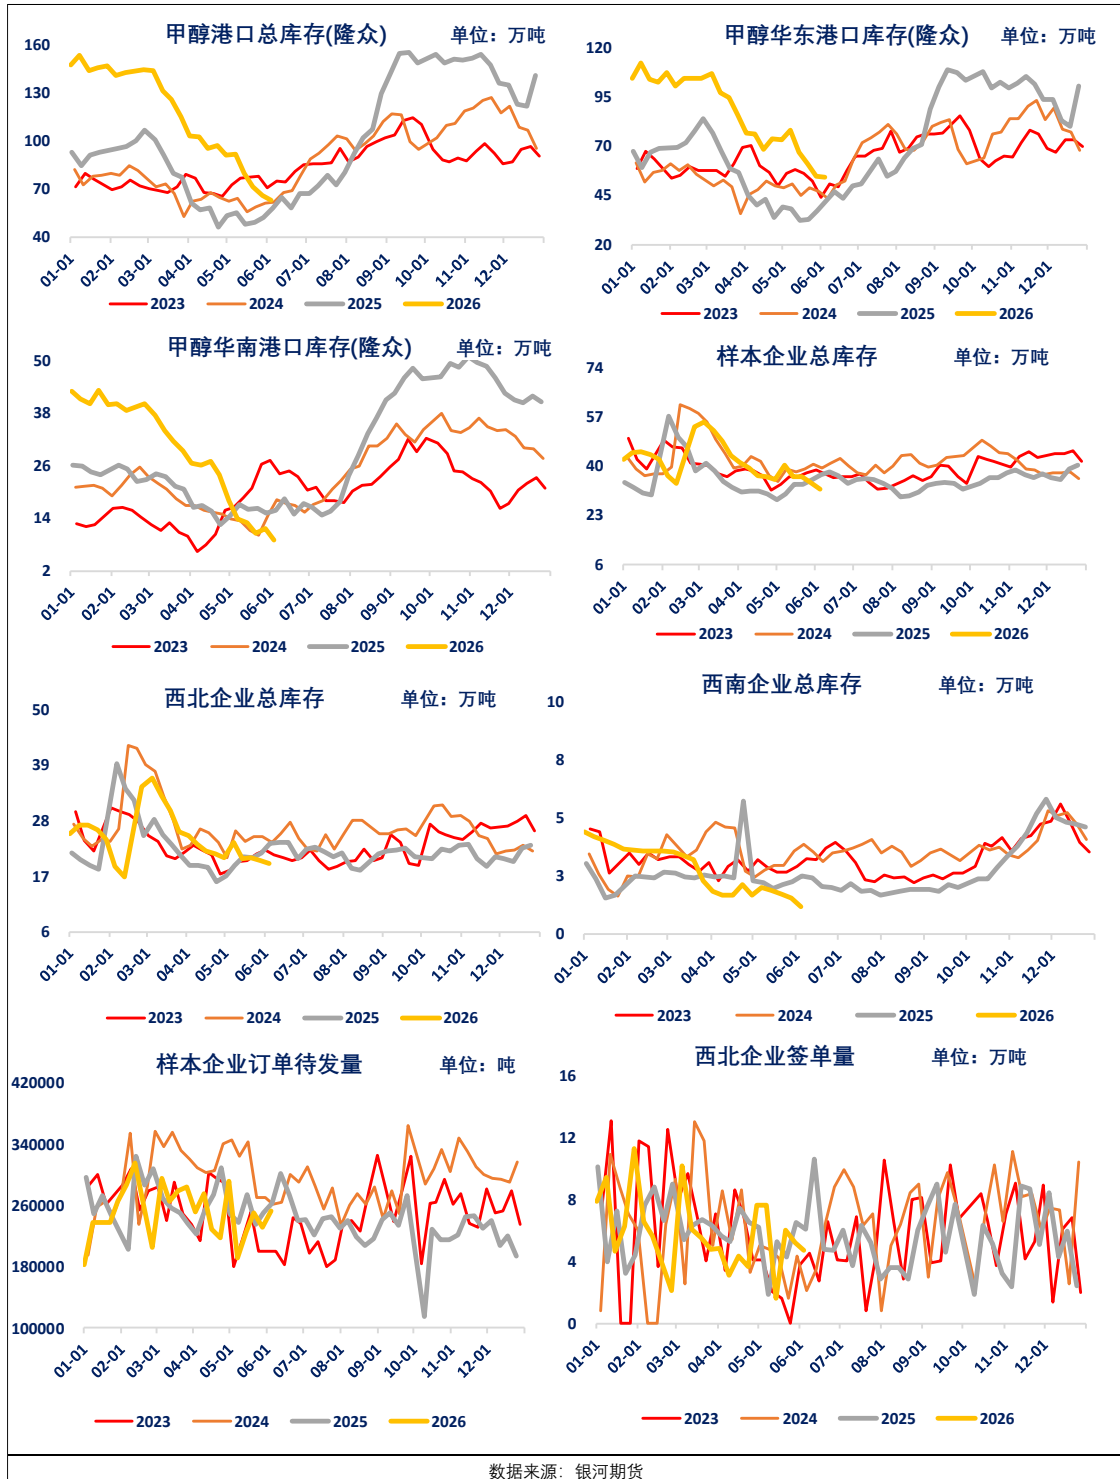 甲醇港口总库存(隆众) 单位：万吨
160
130
100
70
40
01-01 02-01 03-01 04-01 05-01 06-01 07-01 08-01 09-01 10-01 11-01 12-01
2023 2024 2025 2026
甲醇华东港口库存(隆众) 单位：万吨
120
95
70
45
20
01-01 02-01 03-01 04-01 05-01 06-01 07-01 08-01 09-01 10-01 11-01 12-01
2023 2024 2025 2026
甲醇华南港口库存(隆众) 单位：万吨
50
38
26
14
2
01-01 02-01 03-01 04-01 05-01 06-01 07-01 08-01 09-01 10-01 11-01 12-01
2023 2024 2025 2026
样本企业总库存 单位：万吨
74
57
40
23
6
01-01 02-01 03-01 04-01 05-01 06-01 07-01 08-01 09-01 10-01 11-01 12-01
2023 2024 2025 2026
西北企业总库存 单位：万吨
50
39
28
17
6
01-01 02-01 03-01 04-01 05-01 06-01 07-01 08-01 09-01 10-01 11-01 12-01
2023 2024 2025 2026
西南企业总库存 单位：万吨
10
8
5
3
0
01-01 02-01 03-01 04-01 05-01 06-01 07-01 08-01 09-01 10-01 11-01 12-01
2023 2024 2025 2026
样本企业订单待发量 单位：吨
420000
340000
260000
180000
100000
01-01 02-01 03-01 04-01 05-01 06-01 07-01 08-01 09-01 10-01 11-01 12-01
2023 2024 2025 2026
西北企业签单量 单位：万吨
16
12
8
4
0
01-01 02-01 03-01 04-01 05-01 06-01 07-01 08-01 09-01 10-01 11-01 12-01
2023 2024 2025 2026
数据来源：银河期货